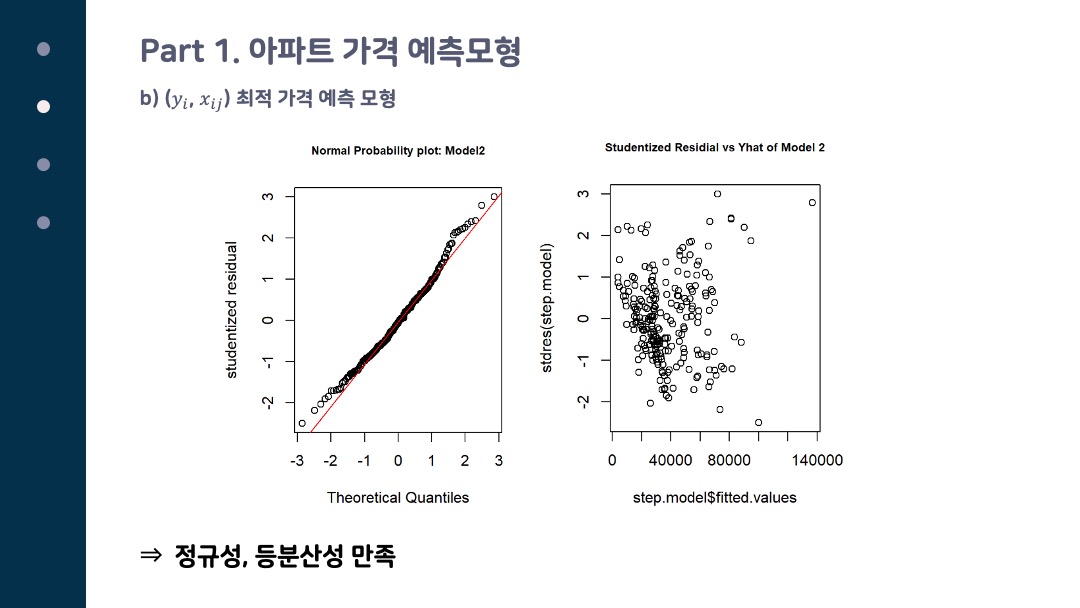 Part 1. 아파트 가격 예측모형
b) (yᵢ, xᵢⱼ) 최적 가격 예측 모형
Normal Probability plot: Model2
studentized residual
3
2
1
0
-1
-2
-3 -2 -1 0 1 2 3
Theoretical Quantiles
Studentized Residial vs Yhat of Model 2
stdres(step.model)
3
2
1
0
-1
-2
0 40000 80000 140000
step.model$fitted.values
⇒ 정규성, 등분산성 만족